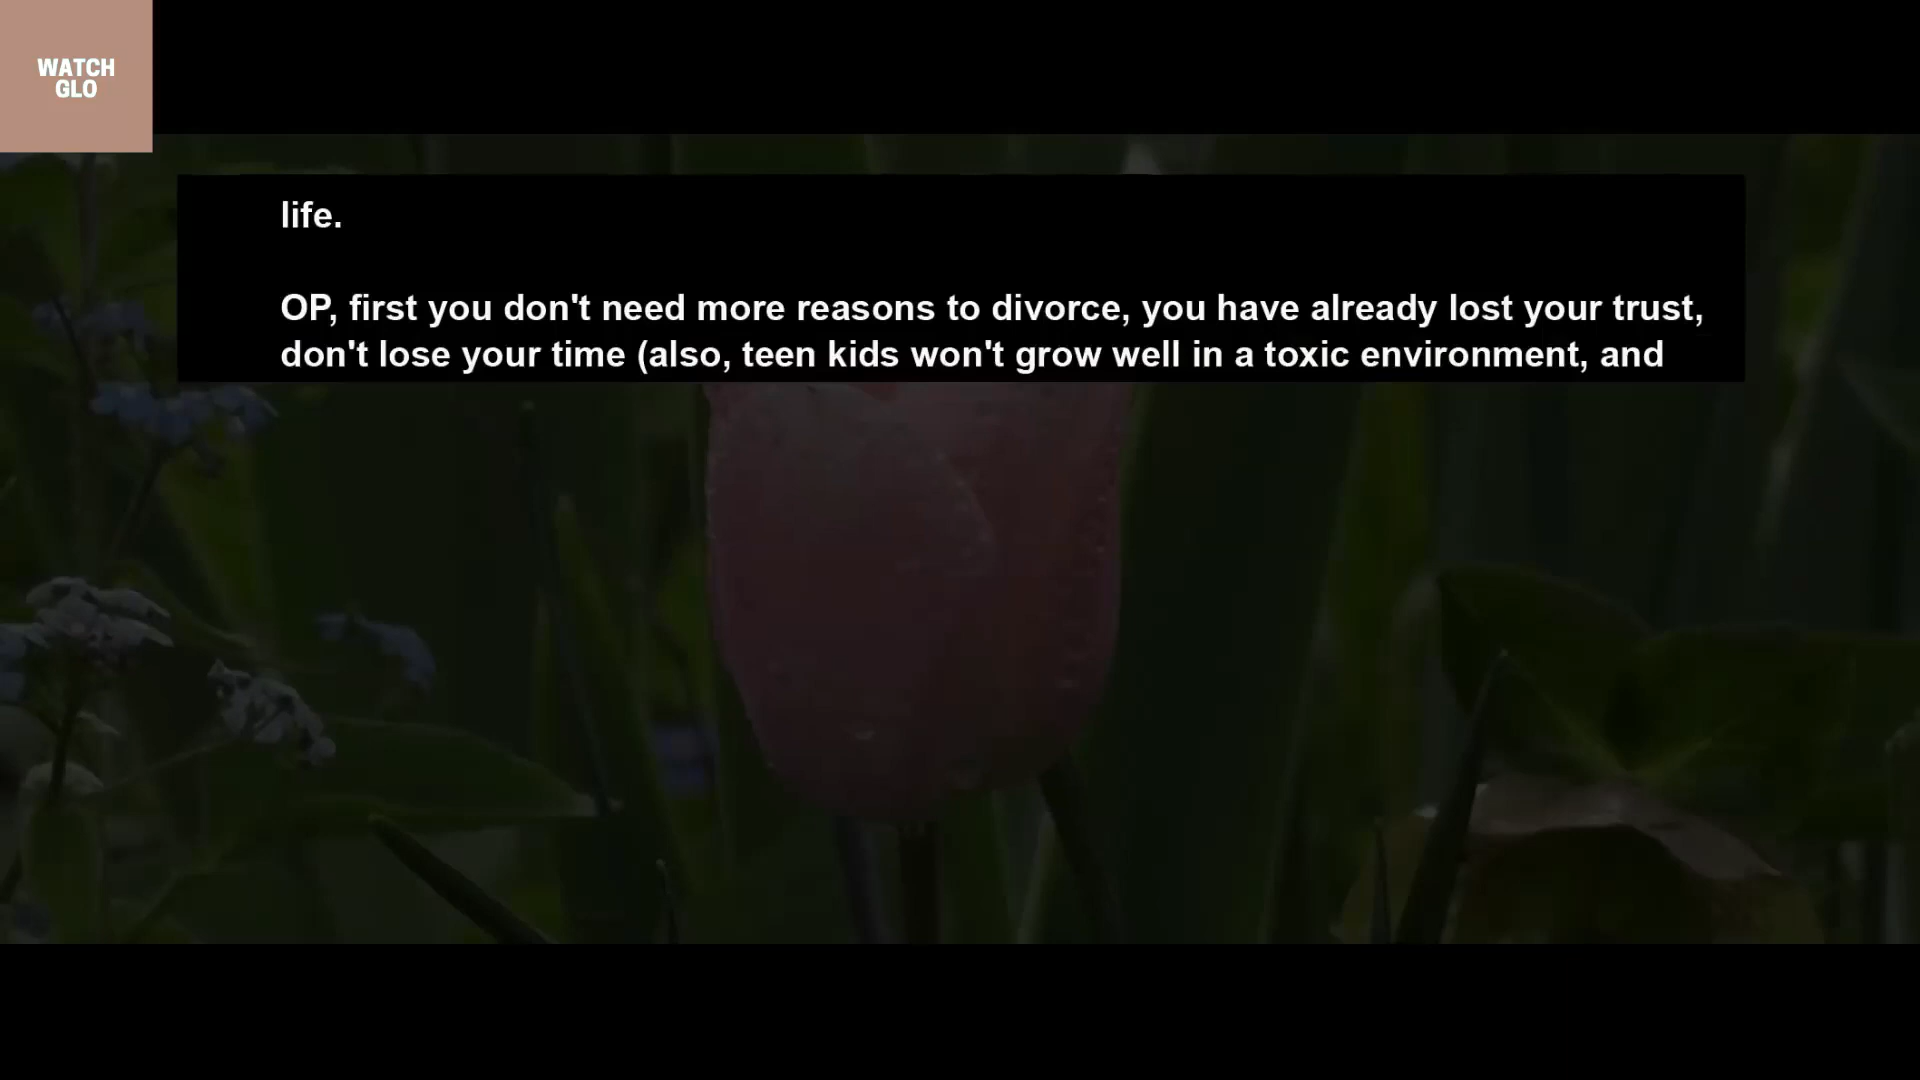 WATCH
GLO
life.
OP, first you don't need more reasons to divorce, you have already lost your trust,
don't lose your time (also, teen kids won't grow well in a toxic environment, and